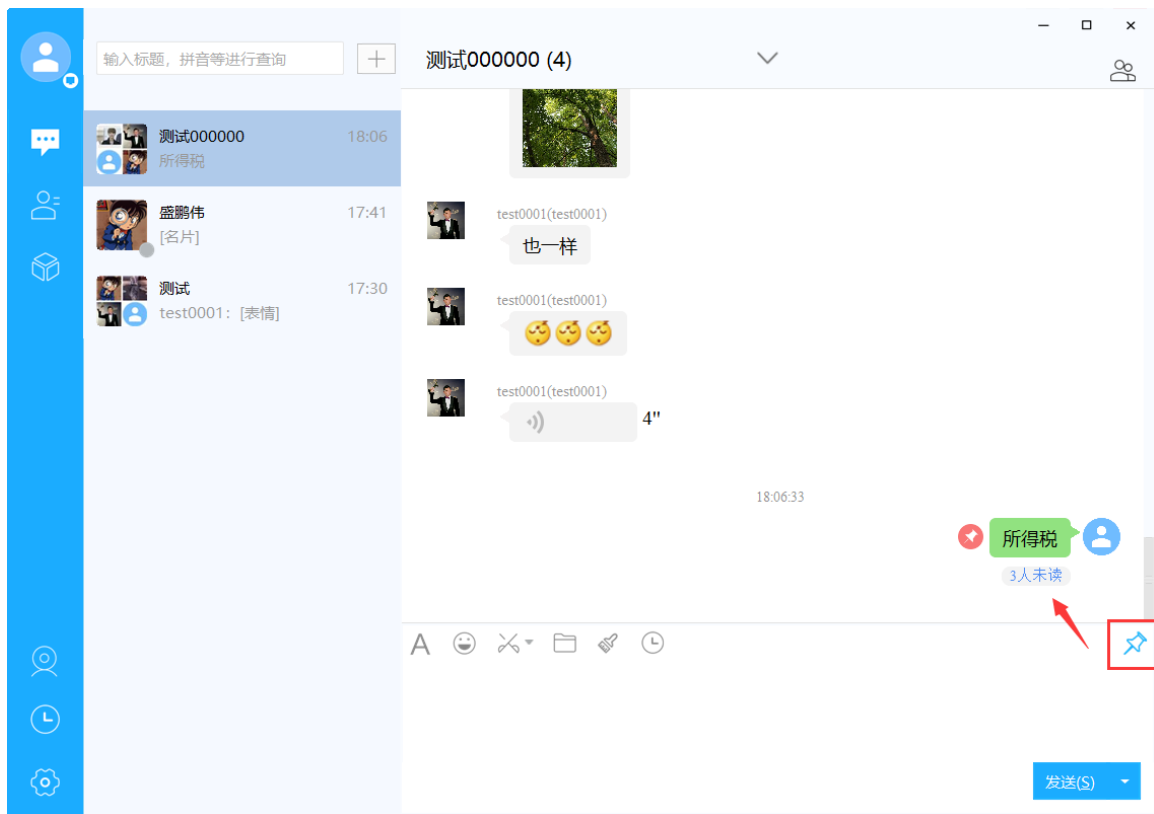 输入标题，拼音等进行查询
测试000000
18:06
所得税
盛鹏伟
17:41
[名片]
测试
17:30
test0001：[表情]
测试000000 (4)
test0001(test0001)
也一样
test0001(test0001)
test0001(test0001)
4"
18:06:33
所得税
3人未读
A
发送(S)